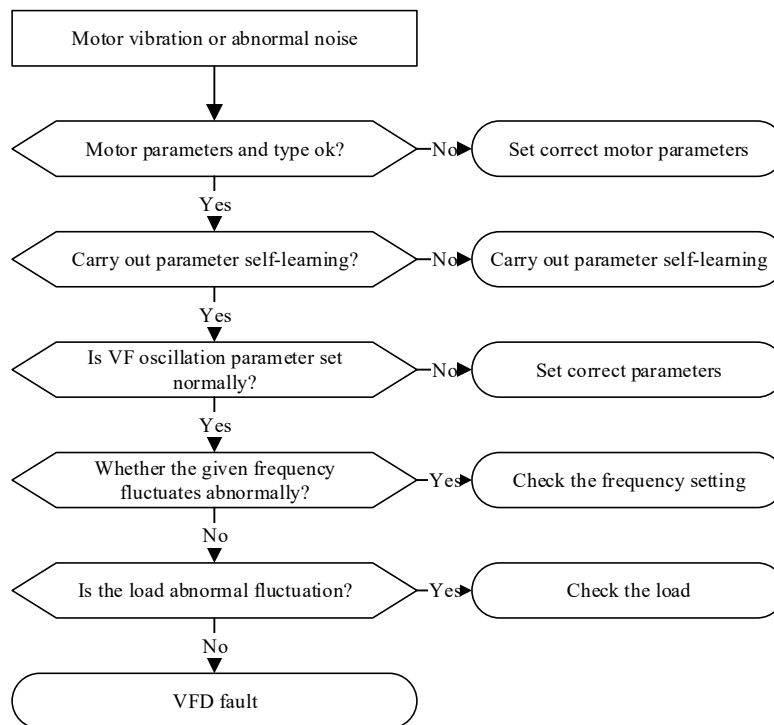 Motor vibration or abnormal noise
Motor parameters and type ok?
No
Set correct motor parameters
Yes
Carry out parameter self-learning?
No
Carry out parameter self-learning
Yes
Is VF oscillation parameter set
normally?
No
Set correct parameters
Yes
Whether the given frequency
fluctuates abnormally?
Yes
Check the frequency setting
No
Is the load abnormal fluctuation?
Yes
Check the load
No
VFD fault